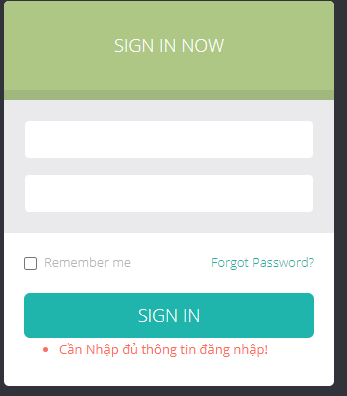 SIGN IN NOW
Remember me
Forgot Password?
SIGN IN
Cần Nhập đủ thông tin đăng nhập!